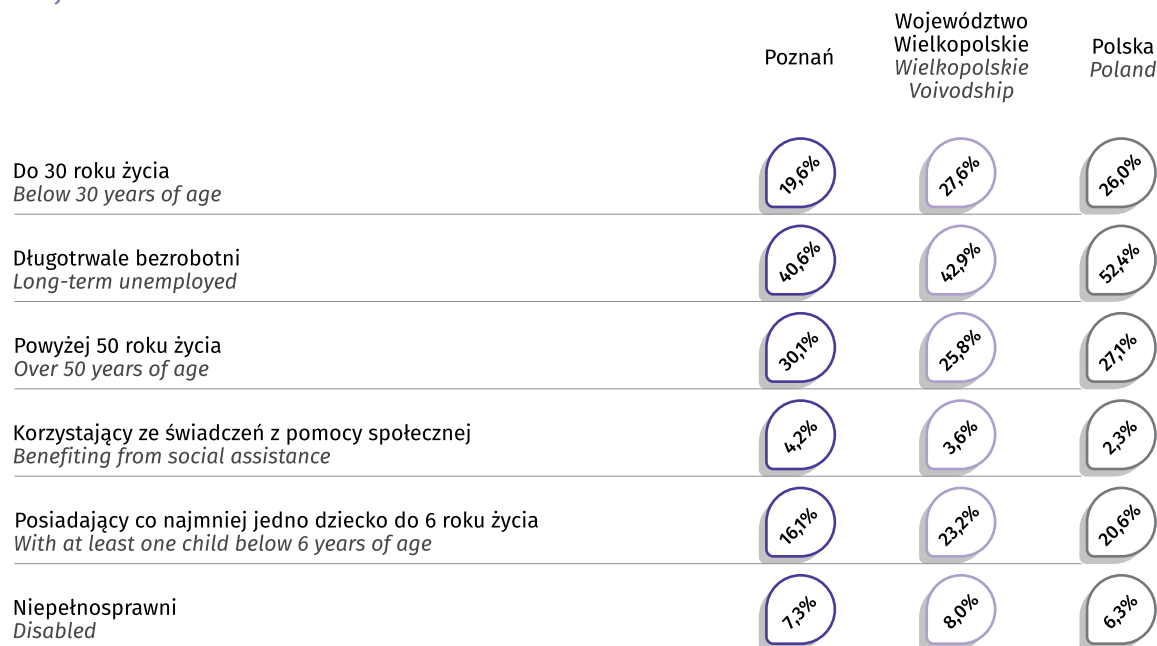 Poznań
Województwo
Wielkopolskie
Wielkopolskie
Voivodship
Polska
Poland
Do 30 roku życia
Below 30 years of age
19,6%
27,6%
26,0%
Długotrwale bezrobotni
Long-term unemployed
40,6%
42,9%
52,4%
Powyżej 50 roku życia
Over 50 years of age
30,1%
25,8%
27,1%
Korzystający ze świadczeń z pomocy społecznej
Benefiting from social assistance
4,2%
3,6%
2,3%
Posiadający co najmniej jedno dziecko do 6 roku życia
With at least one child below 6 years of age
16,1%
23,2%
20,6%
Niepełnosprawni
Disabled
7,3%
8,0%
6,3%